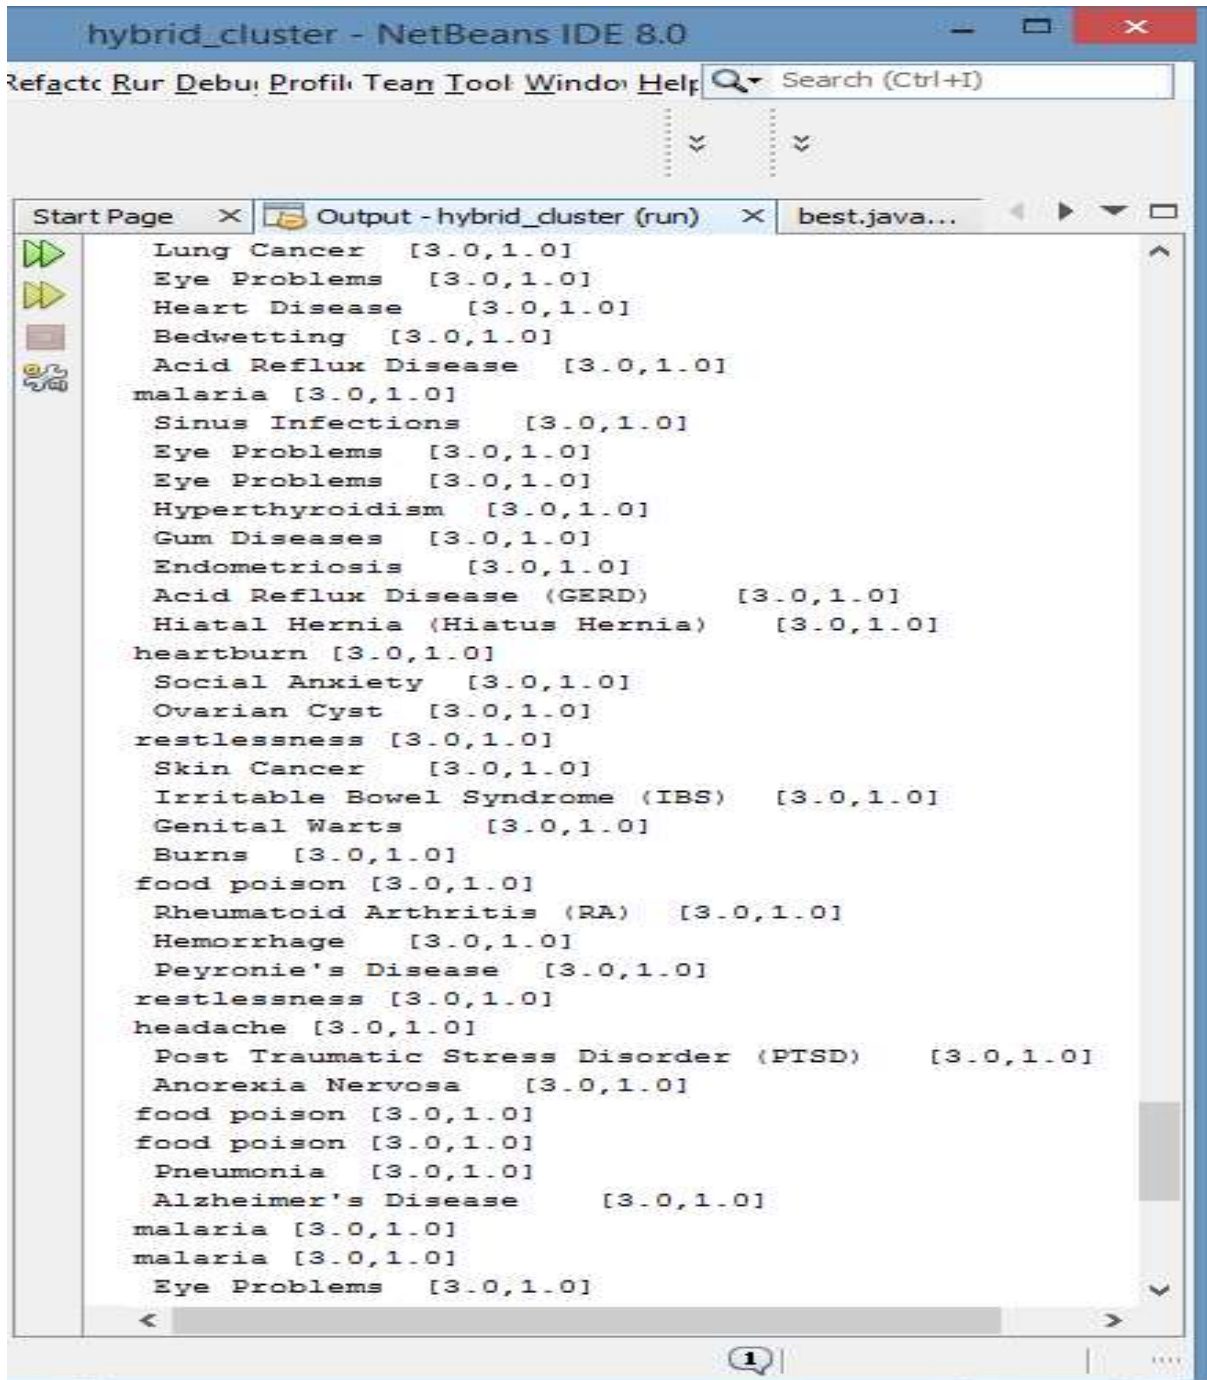 hybrid_cluster - NetBeans IDE 8.0
Refactc Run Debu Profil Tean Tool Windo Help Search (Ctrl+I)
Start Page Output - hybrid_cluster (run) best.java...
Lung Cancer [3.0,1.0]
Eye Problems [3.0,1.0]
Heart Disease [3.0,1.0]
Bedwetting [3.0,1.0]
Acid Reflux Disease [3.0,1.0]
malaria [3.0,1.0]
Sinus Infections [3.0,1.0]
Eye Problems [3.0,1.0]
Eye Problems [3.0,1.0]
Hyperthyroidism [3.0,1.0]
Gum Diseases [3.0,1.0]
Endometriosis [3.0,1.0]
Acid Reflux Disease (GERD) [3.0,1.0]
Hiatal Hernia (Hiatus Hernia) [3.0,1.0]
heartburn [3.0,1.0]
Social Anxiety [3.0,1.0]
Ovarian Cyst [3.0,1.0]
restlessness [3.0,1.0]
Skin Cancer [3.0,1.0]
Irritable Bowel Syndrome (IBS) [3.0,1.0]
Genital Warts [3.0,1.0]
Burns [3.0,1.0]
food poison [3.0,1.0]
Rheumatoid Arthritis (RA) [3.0,1.0]
Hemorrhage [3.0,1.0]
Peyronie's Disease [3.0,1.0]
restlessness [3.0,1.0]
headache [3.0,1.0]
Post Traumatic Stress Disorder (PTSD) [3.0,1.0]
Anorexia Nervosa [3.0,1.0]
food poison [3.0,1.0]
food poison [3.0,1.0]
Pneumonia [3.0,1.0]
Alzheimer's Disease [3.0,1.0]
malaria [3.0,1.0]
malaria [3.0,1.0]
Eye Problems [3.0,1.0]
1